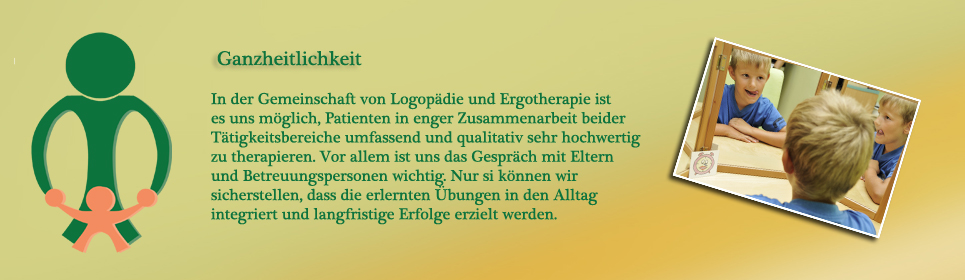 Ganzheitlichkeit
In der Gemeinschaft von Logopädie und Ergotherapie ist
es uns möglich, Patienten in enger Zusammenarbeit beider
Tätigkeitsbereiche umfassend und qualitativ sehr hochwertig
zu therapieren. Vor allem ist uns das Gespräch mit Eltern
und Betreuungspersonen wichtig. Nur si können wir
sicherstellen, dass die erlernten Übungen in den Alltag
integriert und langfristige Erfolge erzielt werden.